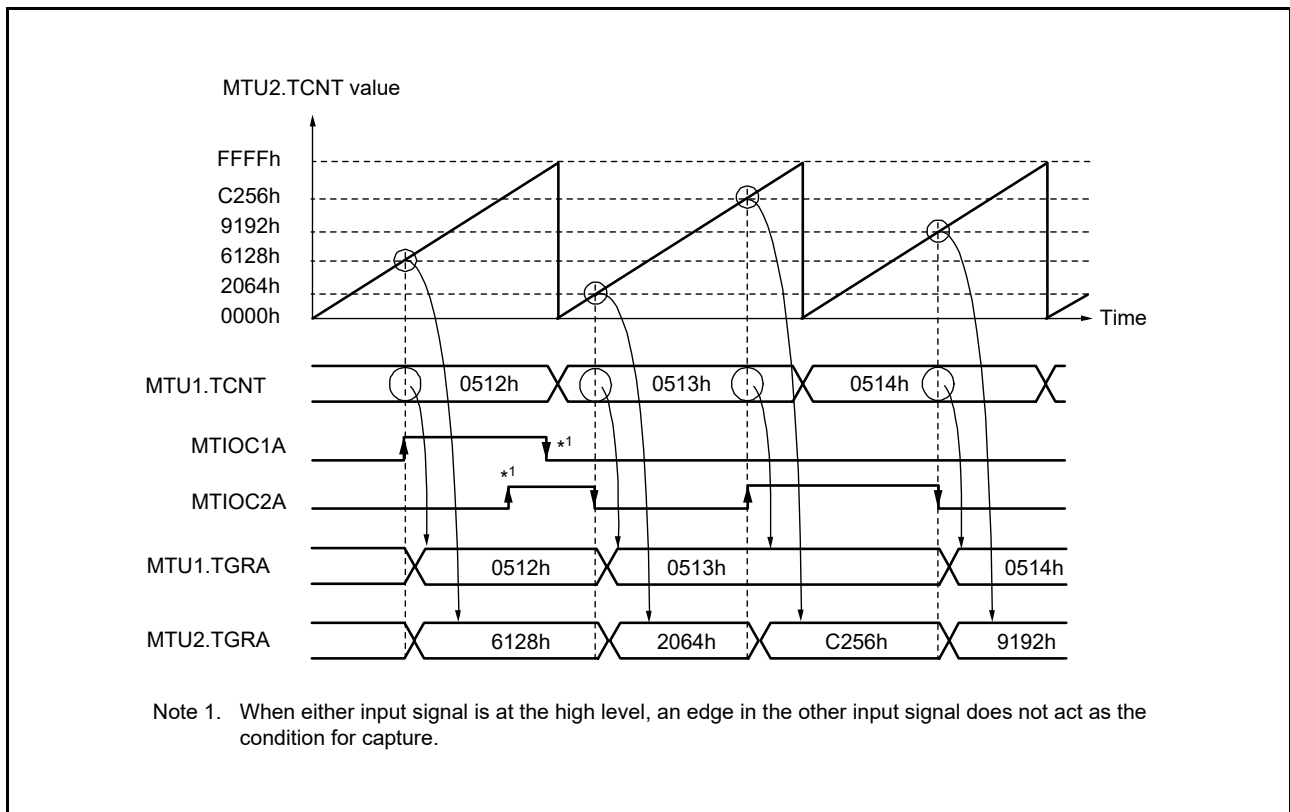 MTU2.TCNT value
FFFFh
C256h
9192h
6128h
2064h
0000h
Time
MTU1.TCNT 0512h 0513h 0514h
MTIOC1A *1
MTIOC2A *1
MTU1.TGRA 0512h 0513h 0514h
MTU2.TGRA 6128h 2064h C256h 9192h
Note 1. When either input signal is at the high level, an edge in the other input signal does not act as the
condition for capture.